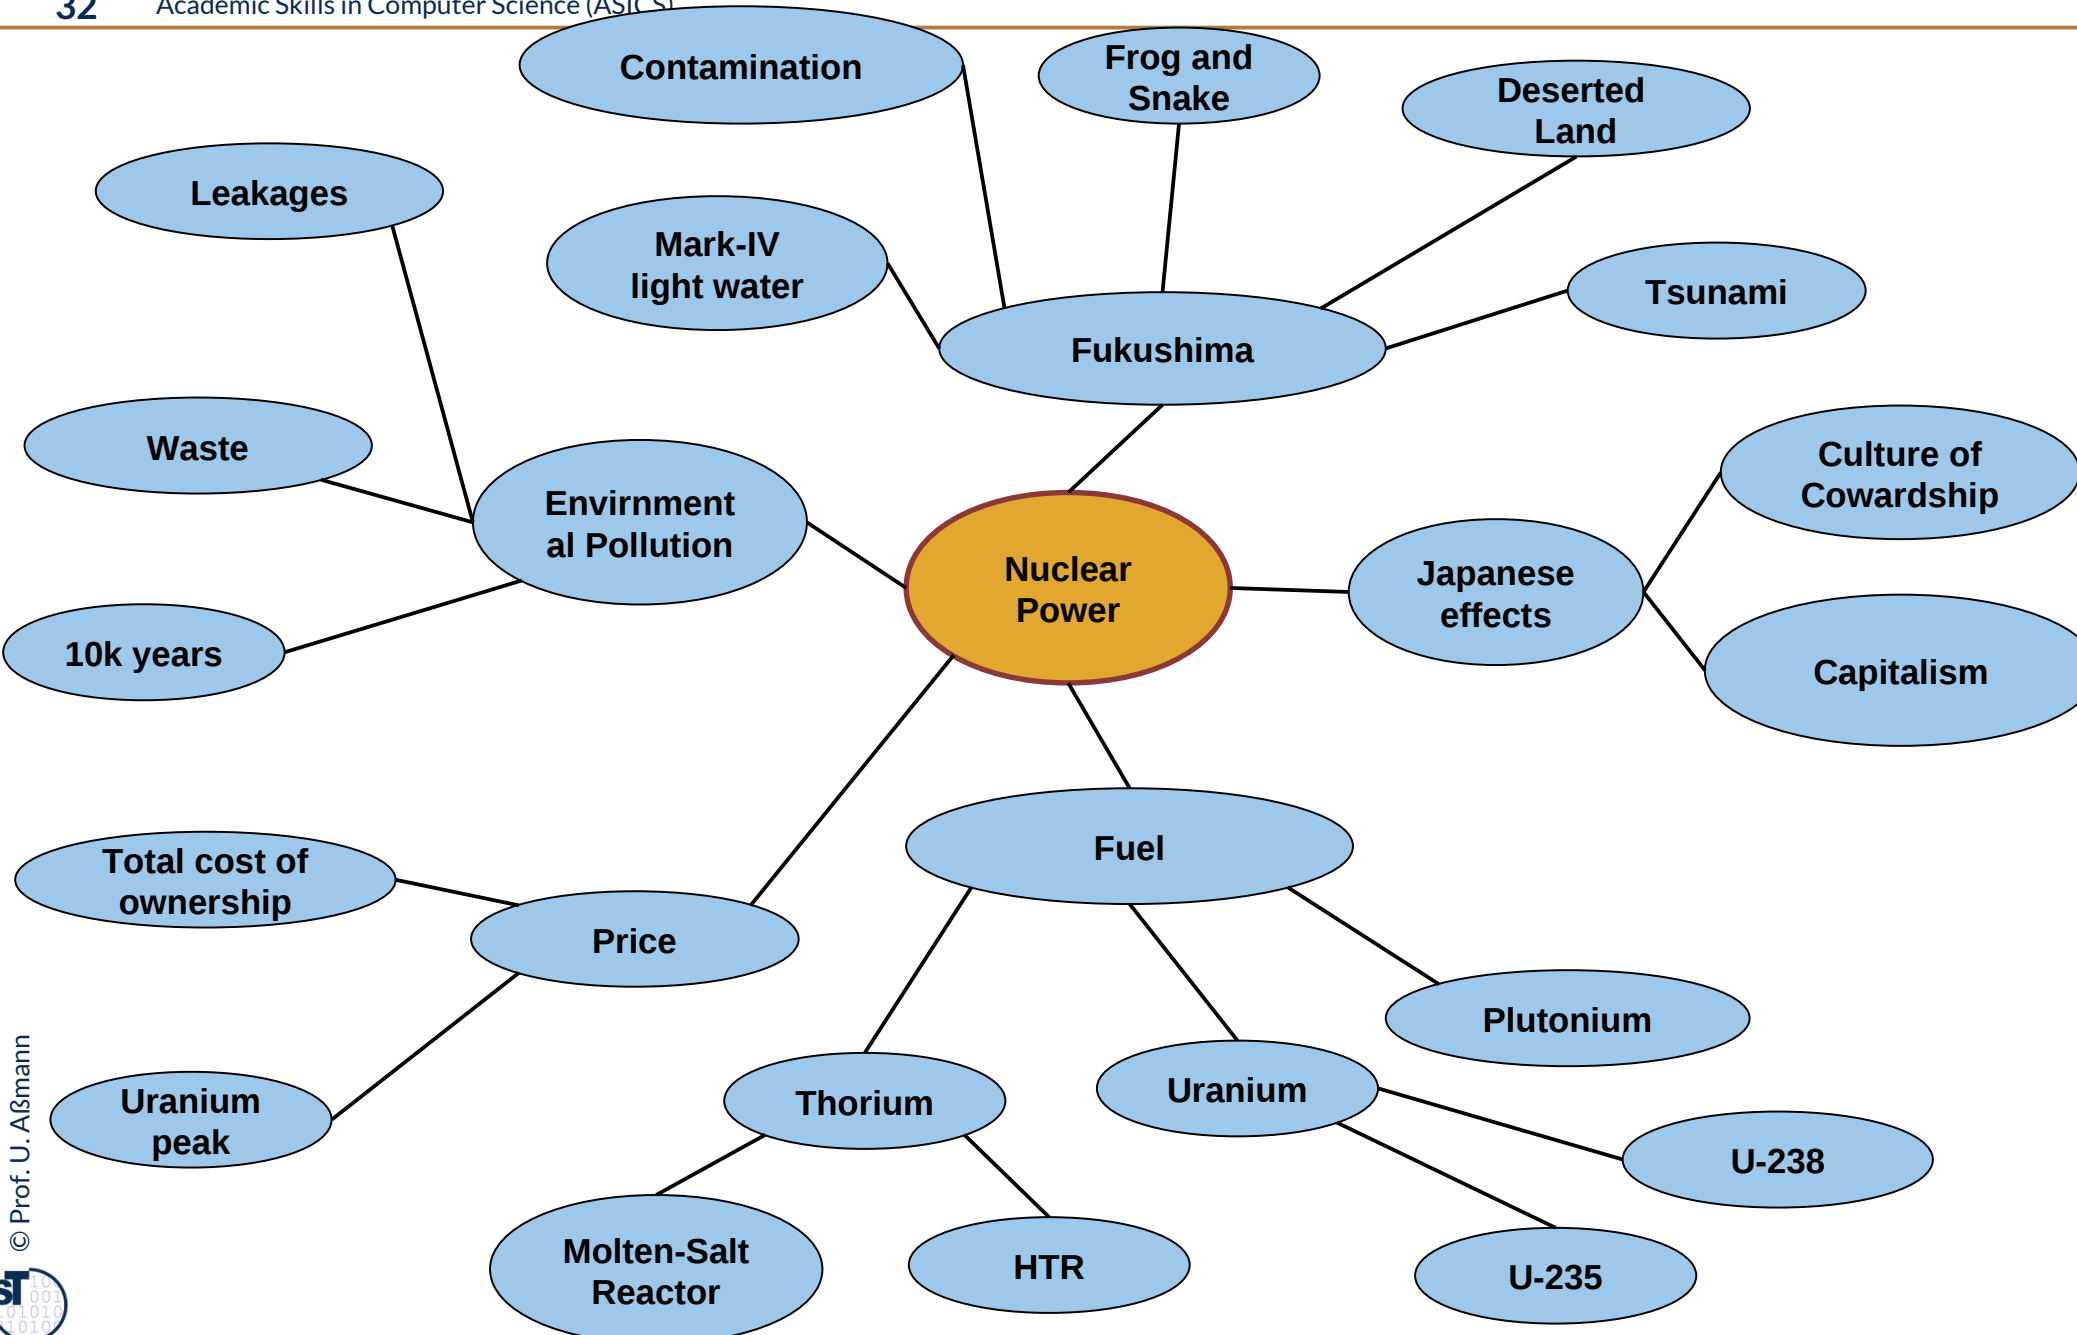 32 Academic Skills in Computer Science (ASICS)
Contamination
Frog and
Snake
Deserted
Land
Leakages
Mark-IV
light water
Tsunami
Fukushima
Waste
Culture of
Cowardship
Envirnment
al Pollution
Nuclear
Power
Japanese
effects
10k years
Capitalism
Fuel
Total cost of
ownership
Price
Plutonium
Uranium
Thorium
Uranium
peak
U-238
Molten-Salt
Reactor
HTR
U-235
© Prof. U. Aßmann
sT